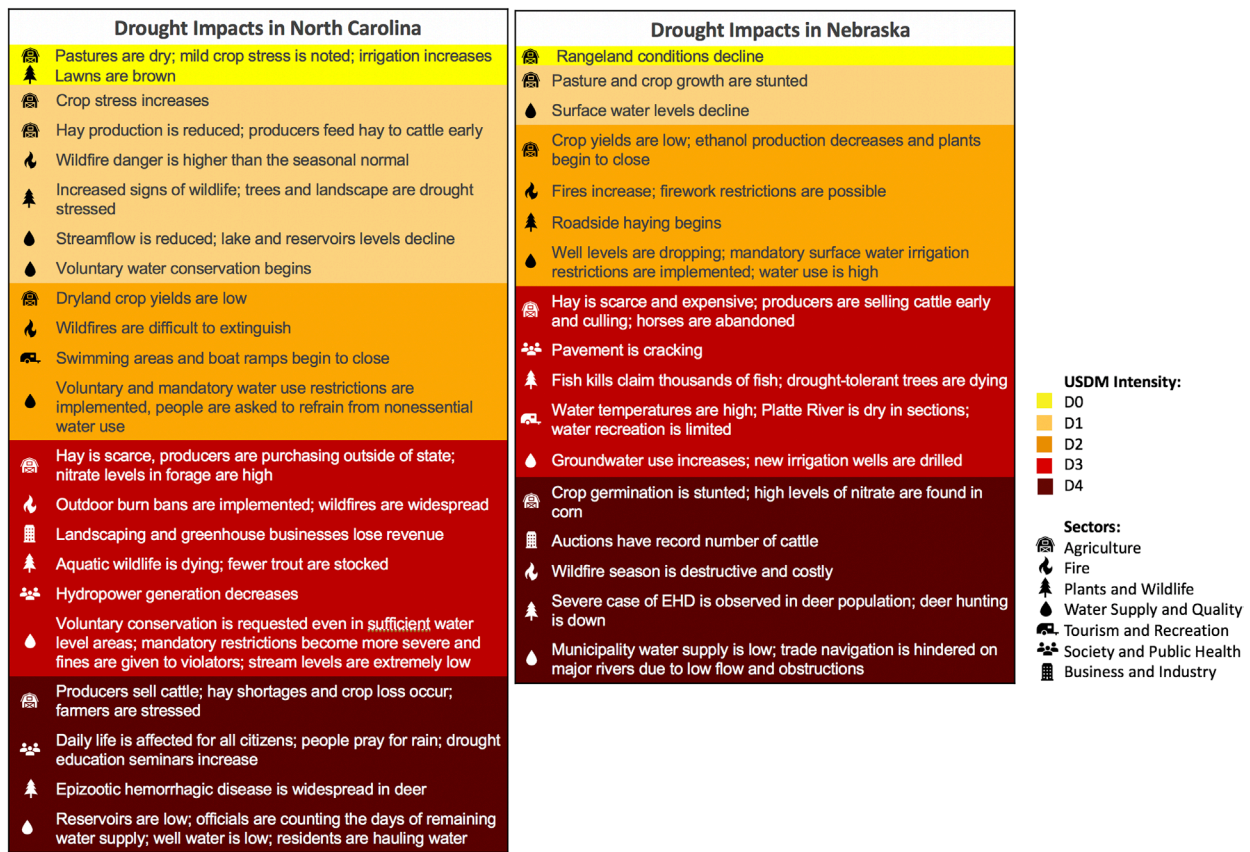 Drought Impacts in North Carolina
Pastures are dry; mild crop stress is noted; irrigation increases
Lawns are brown
Crop stress increases
Hay production is reduced; producers feed hay to cattle early
Wildfire danger is higher than the seasonal normal
Increased signs of wildlife; trees and landscape are drought
stressed
Streamflow is reduced; lake and reservoirs levels decline
Voluntary water conservation begins
Dryland crop yields are low
Wildfires are difficult to extinguish
Swimming areas and boat ramps begin to close
Voluntary and mandatory water use restrictions are
implemented, people are asked to refrain from nonessential
water use
Hay is scarce, producers are purchasing outside of state;
nitrate levels in forage are high
Outdoor burn bans are implemented; wildfires are widespread
Landscaping and greenhouse businesses lose revenue
Aquatic wildlife is dying; fewer trout are stocked
Hydropower generation decreases
Voluntary conservation is requested even in sufficient water
level areas; mandatory restrictions become more severe and
fines are given to violators; stream levels are extremely low
Producers sell cattle; hay shortages and crop loss occur;
farmers are stressed
Daily life is affected for all citizens; people pray for rain; drought
education seminars increase
Epizootic hemorrhagic disease is widespread in deer
Reservoirs are low; officials are counting the days of remaining
water supply; well water is low; residents are hauling water
Drought Impacts in Nebraska
Rangeland conditions decline
Pasture and crop growth are stunted
Surface water levels decline
Crop yields are low; ethanol production decreases and plants
begin to close
Fires increase; firework restrictions are possible
Roadside haying begins
Well levels are dropping; mandatory surface water irrigation
restrictions are implemented; water use is high
Hay is scarce and expensive; producers are selling cattle early
and culling; horses are abandoned
Pavement is cracking
Fish kills claim thousands of fish; drought-tolerant trees are dying
Water temperatures are high; Platte River is dry in sections;
water recreation is limited
Groundwater use increases; new irrigation wells are drilled
Crop germination is stunted; high levels of nitrate are found in
corn
Auctions have record number of cattle
Wildfire season is destructive and costly
Severe case of EHD is observed in deer population; deer hunting
is down
Municipality water supply is low; trade navigation is hindered on
major rivers due to low flow and obstructions
USDM Intensity:
D0
D1
D2
D3
D4
Sectors:
Agriculture
Fire
Plants and Wildlife
Water Supply and Quality
Tourism and Recreation
Society and Public Health
Business and Industry